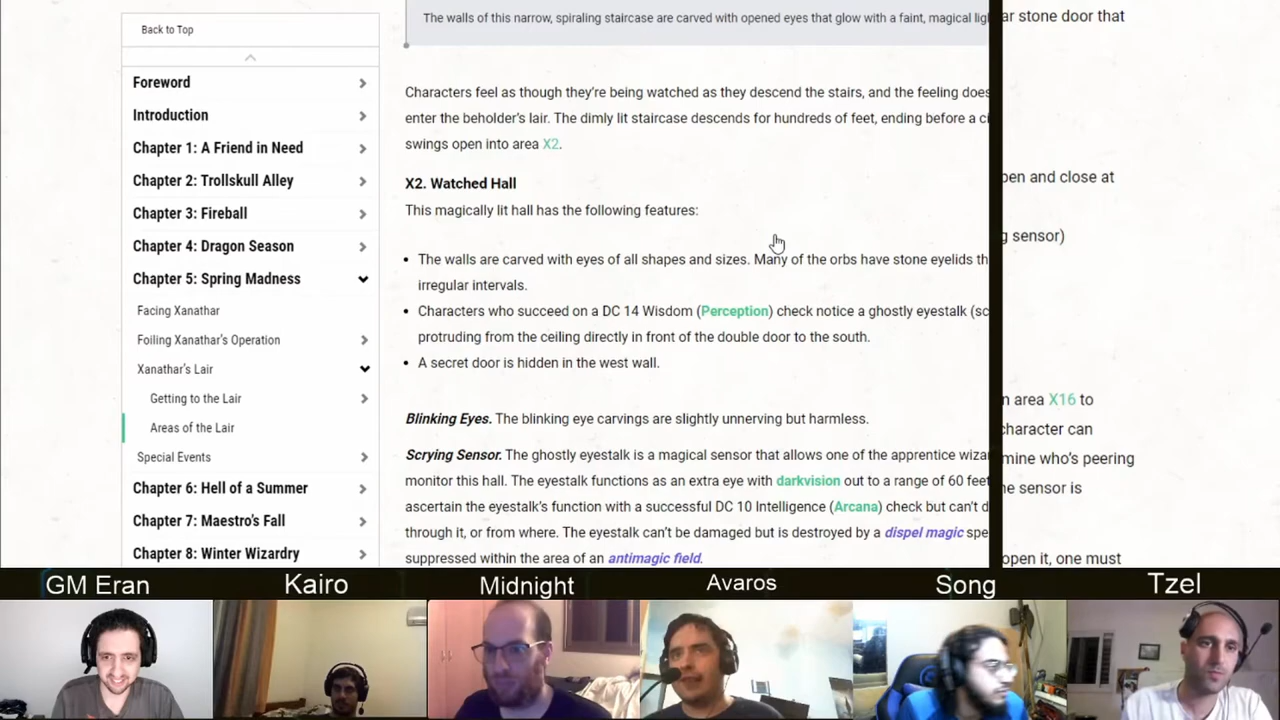 Back to Top
Foreword
Introduction
Chapter 1: A Friend in Need
Chapter 2: Trollskull Alley
Chapter 3: Fireball
Chapter 4: Dragon Season
Chapter 5: Spring Madness
Facing Xanathar
Foiling Xanathar's Operation
Xanathar's Lair
Getting to the Lair
Areas of the Lair
Special Events
Chapter 6: Hell of a Summer
Chapter 7: Maestro's Fall
Chapter 8: Winter Wizardry
The walls of this narrow, spiraling staircase are carved with opened eyes that glow with a faint, magical
Characters feel as though they're being watched as they descend the stairs, and the feeling
enter the beholder's lair. The dimly lit staircase descends for hundreds of feet, ending before a
swings open into area X2.
X2. Watched Hall
This magically lit hall has the following features:
• The walls are carved with eyes of all shapes and sizes. Many of the orbs have stone eyelids
irregular intervals.
• Characters who succeed on a DC 14 Wisdom (Perception) check notice a ghostly eyestalk
protruding from the ceiling directly in front of the double door to the south.
• A secret door is hidden in the west wall.
Blinking Eyes. The blinking eye carvings are slightly unnerving but harmless.
Scrying Sensor. The ghostly eyestalk is a magical sensor that allows one of the apprentice
monitor this hall. The eyestalk functions as an extra eye with darkvision out to a range of 60 feet
ascertain the eyestalk's function with a successful DC 10 Intelligence (Arcana) check but can't
through it, or from where. The eyestalk can't be damaged but is destroyed by a dispel magic
suppressed within the area of an antimagic field.
stone door that
and close at
sensor)
area X16 to
character can
mine who's peering
sensor is
open it, one must
GM Eran
Kairo
Midnight
Avaros
Song
Tzel